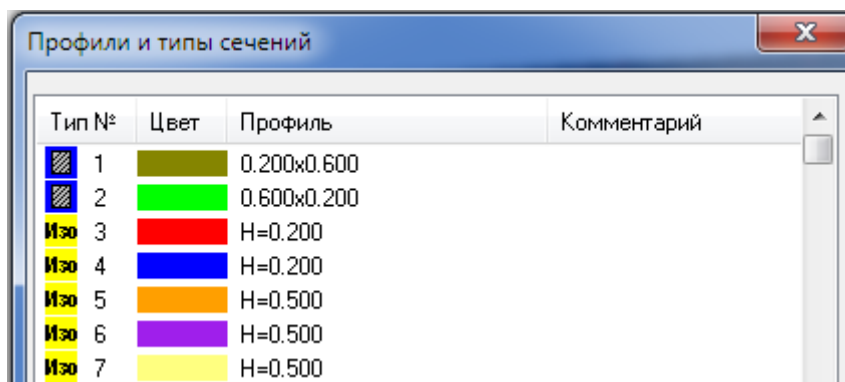 Профили и типы сечений
Тип № Цвет Профиль Комментарий
1 0.200x0.600
2 0.600x0.200
Изо 3 H=0.200
Изо 4 H=0.200
Изо 5 H=0.500
Изо 6 H=0.500
Изо 7 H=0.500